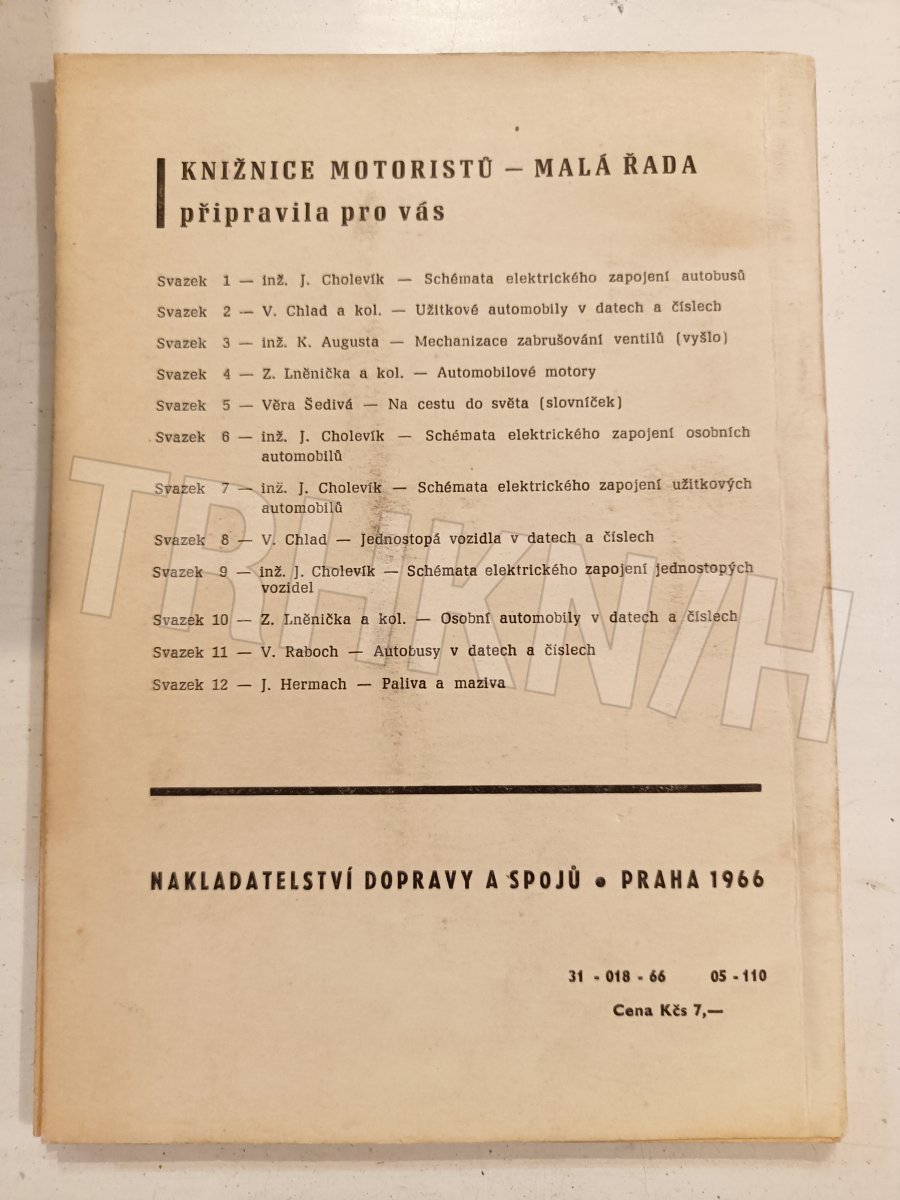 KNIŽNICE MOTORISTŮ — MALÁ ŘADA
připravila pro vás
Svazek 1 — inž. J. Cholevík — Schémata elektrického zapojení autobusů
Svazek 2 — V. Chlad a kol. — Užitkové automobily v datech a číslech
Svazek 3 — inž. K. Augusta — Mechanizace zabrušování ventilů (vyšlo)
Svazek 4 — Z. Lněnička a kol. — Automobilové motory
Svazek 5 — Věra Šedivá — Na cestu do světa (slovníček)
Svazek 6 — inž. J. Cholevík — Schémata elektrického zapojení osobních
automobilů
Svazek 7 — inž. J. Cholevík — Schémata elektrického zapojení užitkových
automobilů
Svazek 8 — V. Chlad — Jednostopá vozidla v datech a číslech
Svazek 9 — inž. J. Cholevík — Schémata elektrického zapojení jednostopých
vozidel
Svazek 10 — Z. Lněnička a kol. — Osobní automobily v datech a číslech
Svazek 11 — V. Raboch — Autobusy v datech a číslech
Svazek 12 — J. Hermach — Paliva a maziva
TRHKNIH
NAKLADATELSTVÍ DOPRAVY A SPOJŮ • PRAHA 1966
31 - 018 - 66 05 - 110
Cena Kčs 7,—